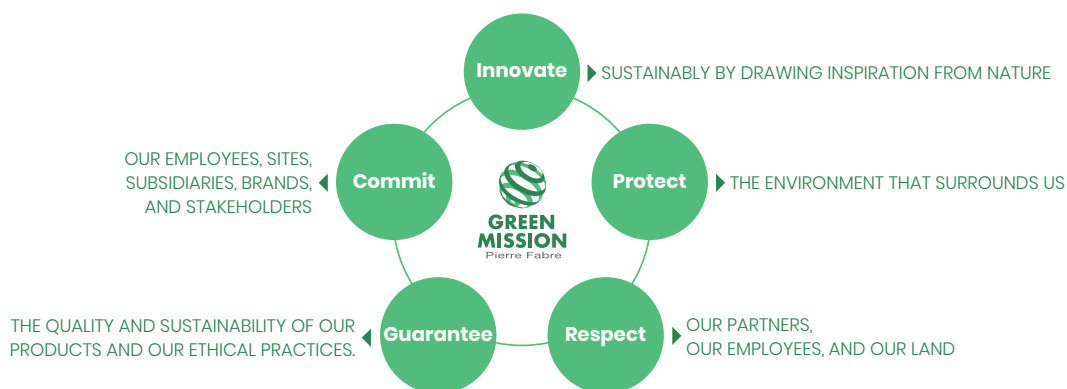 Innovate
SUSTAINABLY BY DRAWING INSPIRATION FROM NATURE
Protect
THE ENVIRONMENT THAT SURROUNDS US
Respect
OUR PARTNERS,
OUR EMPLOYEES, AND OUR LAND
Guarantee
THE QUALITY AND SUSTAINABILITY OF OUR
PRODUCTS AND OUR ETHICAL PRACTICES.
Commit
OUR EMPLOYEES, SITES,
SUBSIDIARIES, BRANDS,
AND STAKEHOLDERS
GREEN
MISSION
Pierre Fabre